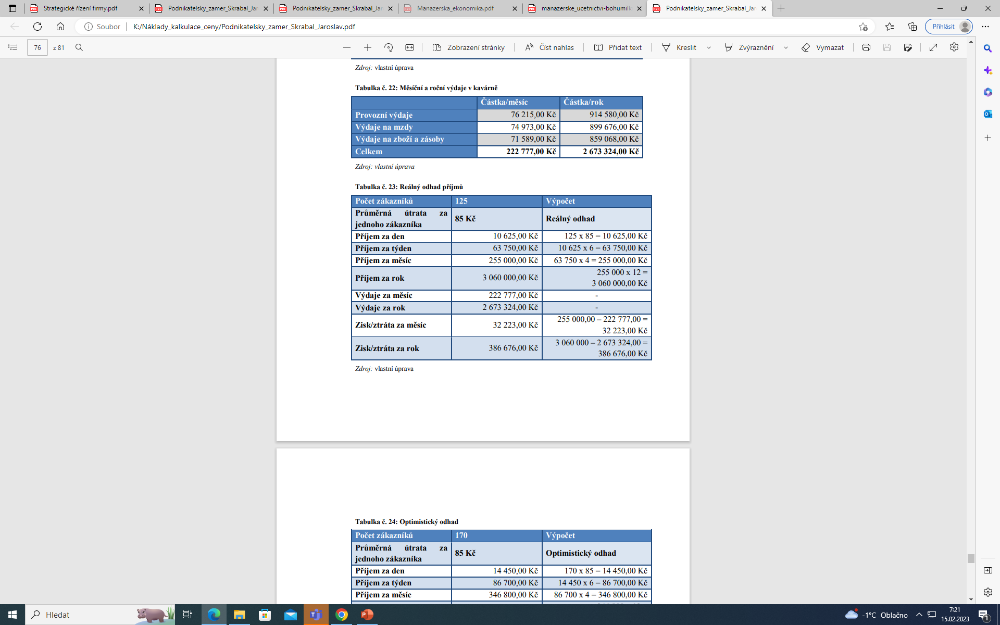 Strategické řízení firmy.pdf
Podnikatelsky_zamer_Skrabal_Jar
Podnikatelsky_zamer_Skrabal_Jar
Manazerska_ekonomika.pdf
manazerske_ucetnictvi-bohumilk
Podnikatelsky_zamer_Skrabal_Jar
Soubor
K:/Náklady_kalkulace_ceny/Podnikatelsky_zamer_Skrabal_Jaroslav.pdf
Přihlásit
76 z 81
Zobrazení stránky
Číst nahlas
Přidat text
Kreslit
Zvýraznění
Vymazat
Zdroj: vlastní úprava
Tabulka č. 22: Měsíční a roční výdaje v kavárně
Částka/měsíc Částka/rok
Provozní výdaje 76 215,00 Kč 914 580,00 Kč
Výdaje na mzdy 74 973,00 Kč 899 676,00 Kč
Výdaje na zboží a zásoby 71 589,00 Kč 859 068,00 Kč
Celkem 222 777,00 Kč 2 673 324,00 Kč
Zdroj: vlastní úprava
Tabulka č. 23: Reálný odhad příjmů
Počet zákazníků 125 Výpočet
Průměrná útrata za
jednoho zákazníka 85 Kč Reálný odhad
Příjem za den 10 625,00 Kč 125 x 85 = 10 625,00 Kč
Příjem za týden 63 750,00 Kč 10 625 x 6 = 63 750,00 Kč
Příjem za měsíc 255 000,00 Kč 63 750 x 4 = 255 000,00 Kč
Příjem za rok 3 060 000,00 Kč 255 000 x 12 =
3 060 000,00 Kč
Výdaje za měsíc 222 777,00 Kč -
Výdaje za rok 2 673 324,00 Kč -
Zisk/ztráta za měsíc 32 223,00 Kč 255 000,00 – 222 777,00 =
32 223,00 Kč
Zisk/ztráta za rok 386 676,00 Kč 3 060 000 – 2 673 324,00 =
386 676,00 Kč
Zdroj: vlastní úprava
Tabulka č. 24: Optimistický odhad
Počet zákazníků 170 Výpočet
Průměrná útrata za
jednoho zákazníka 85 Kč Optimistický odhad
Příjem za den 14 450,00 Kč 170 x 85 = 14 450,00 Kč
Příjem za týden 86 700,00 Kč 14 450 x 6 = 86 700,00 Kč
Příjem za měsíc 346 800,00 Kč 86 700 x 4 = 346 800,00 Kč
Hledat
-1°C Oblačno
7:21
15.02.2023
1